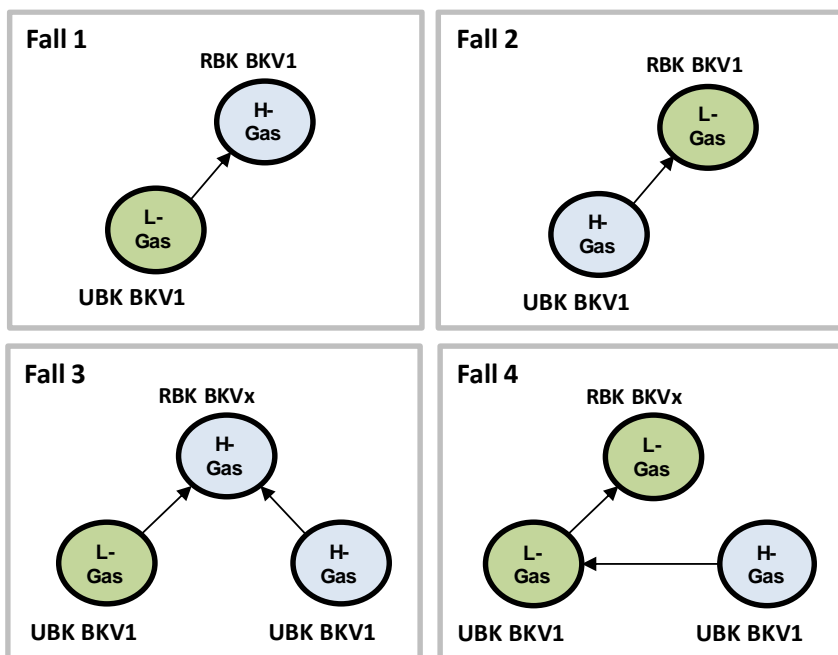 Fall 1
RBK BKV1
H-
Gas
L-
Gas
UBK BKV1
Fall 2
RBK BKV1
L-
Gas
H-
Gas
UBK BKV1
Fall 3
RBK BKVx
H-
Gas
L-
Gas
H-
Gas
UBK BKV1
UBK BKV1
Fall 4
RBK BKVx
L-
Gas
L-
Gas
H-
Gas
UBK BKV1
UBK BKV1